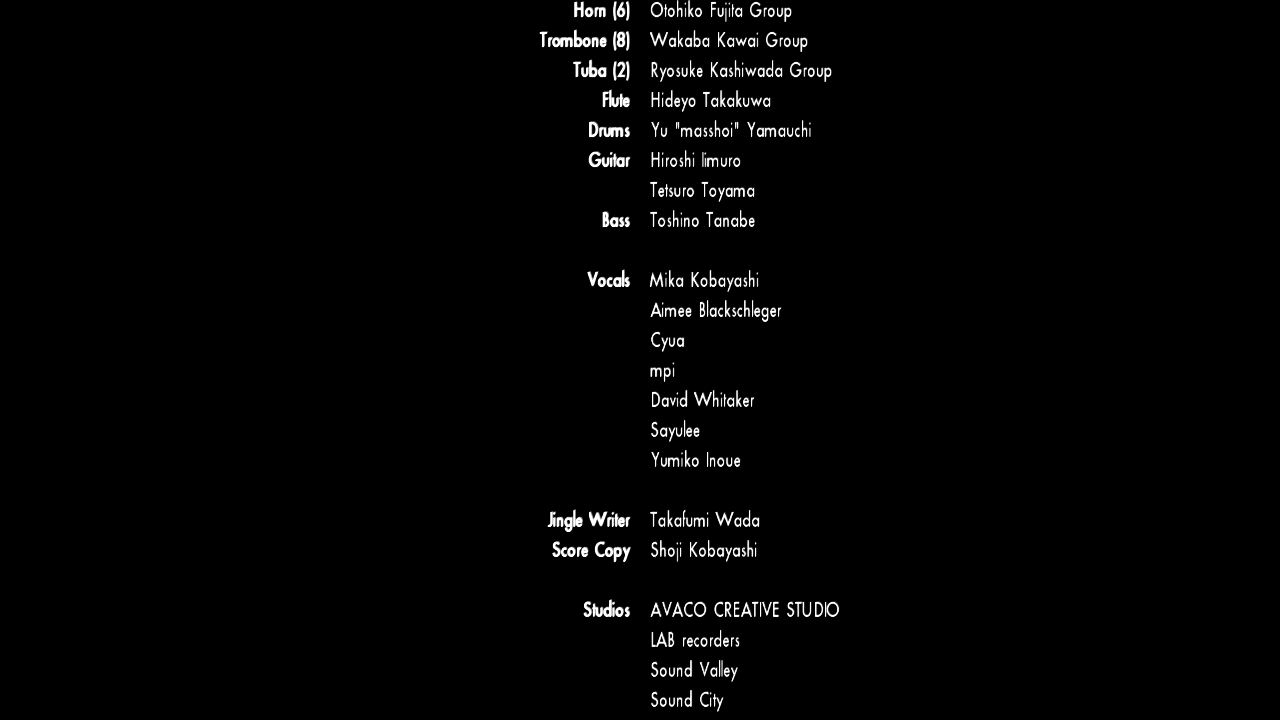 Horn (6) Otohiko Fujita Group
Trombone (8) Wakaba Kawai Group
Tuba (2) Ryosuke Kashiwada Group
Flute Hideyo Takakuwa
Drums Yu "masshoi" Yamauchi
Guitar Hiroshi Iimuro
Tetsuro Toyama
Bass Toshino Tanabe
Vocals Mika Kobayashi
Aimee Blackschleger
Cyua
mpi
David Whitaker
Sayulee
Yumiko Inoue
Jingle Writer Takafumi Wada
Score Copy Shoji Kobayashi
Studios AVACO CREATIVE STUDIO
LAB recorders
Sound Valley
Sound City